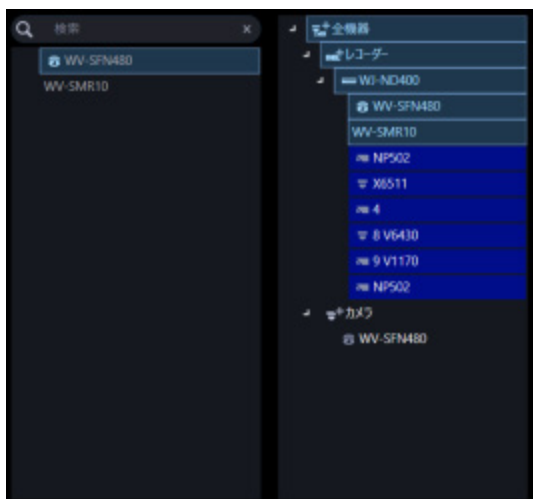 検索 ×
WV-SFN480
WV-SMR10
全機器
レコーダー
WJ-ND400
WV-SFN480
WV-SMR10
NP502
X6511
4
8 V6430
9 V1170
NP502
カメラ
WV-SFN480